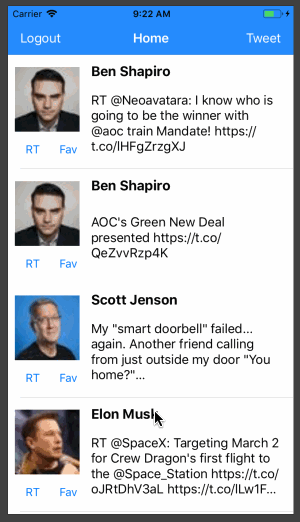 Carrier 9:22 AM
Logout Home Tweet
Ben Shapiro
RT @Neoavatara: I know who is
going to be the winner with
@aoc train Mandate! https://
t.co/lHFgZrzgXJ
RT Fav
Ben Shapiro
AOC's Green New Deal
presented https://t.co/
QeZvvRzp4K
RT Fav
Scott Jenson
My "smart doorbell" failed...
again. Another friend calling
from just outside my door "You
home?"...
RT Fav
Elon Musk
RT @SpaceX: Targeting March 2
for Crew Dragon's first flight to
the @Space_Station https://t.co/
oJRtDhV3aL https://t.co/lLw1F...
RT Fav